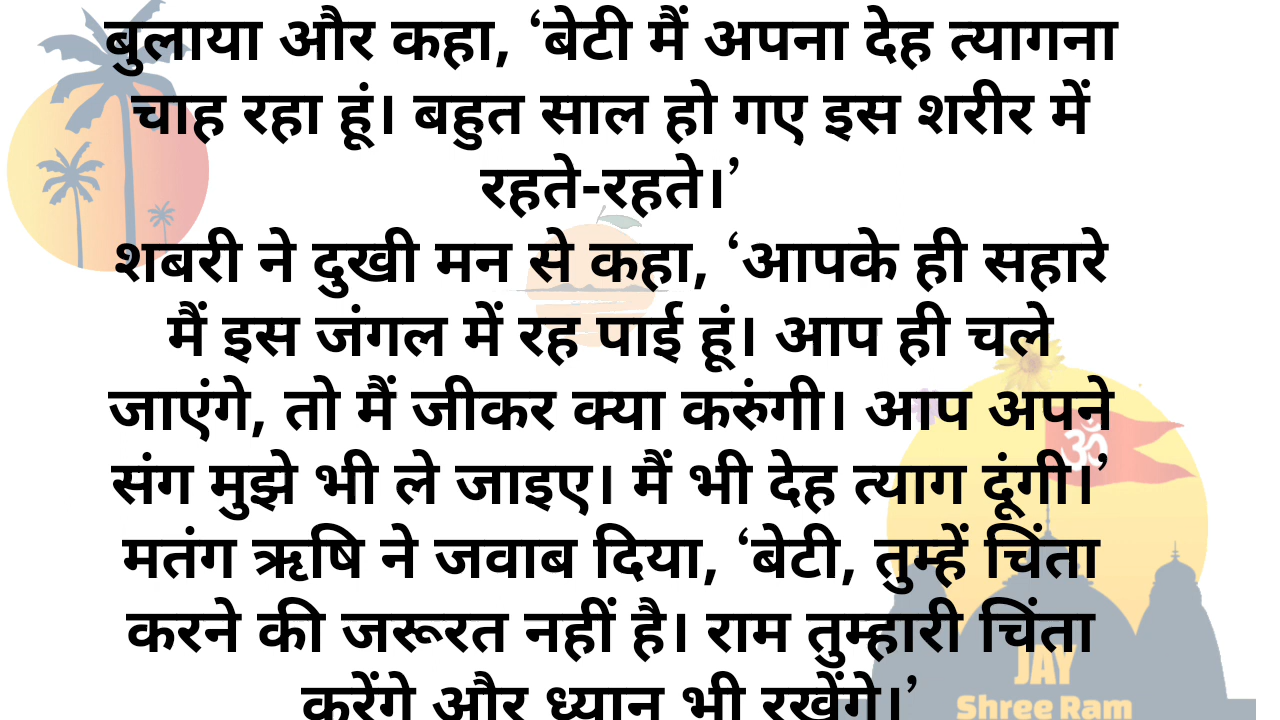 बुलाया और कहा, ‘बेटी मैं अपना देह त्यागना
चाह रहा हूं। बहुत साल हो गए इस शरीर में
रहते-रहते।’
शबरी ने दुखी मन से कहा, ‘आपके ही सहारे
मैं इस जंगल में रह पाई हूं। आप ही चले
जाएंगे, तो मैं जीकर क्या करुंगी। आप अपने
संग मुझे भी ले जाइए। मैं भी देह त्याग दूंगी।’
मतंग ऋषि ने जवाब दिया, ‘बेटी, तुम्हें चिंता
करने की जरूरत नहीं है। राम तुम्हारी चिंता
करेंगे और ध्यान भी रखेंगे।’
ॐ
JAY
Shree Ram